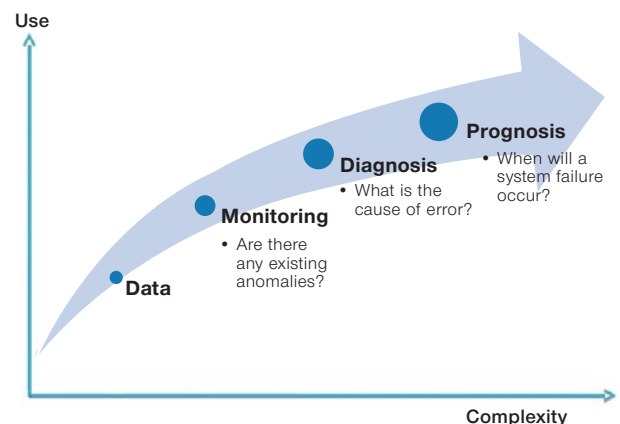 Use
Prognosis
• When will a
system failure
occur?
Diagnosis
• What is the
cause of error?
Monitoring
• Are there
any existing
anomalies?
Data
Complexity